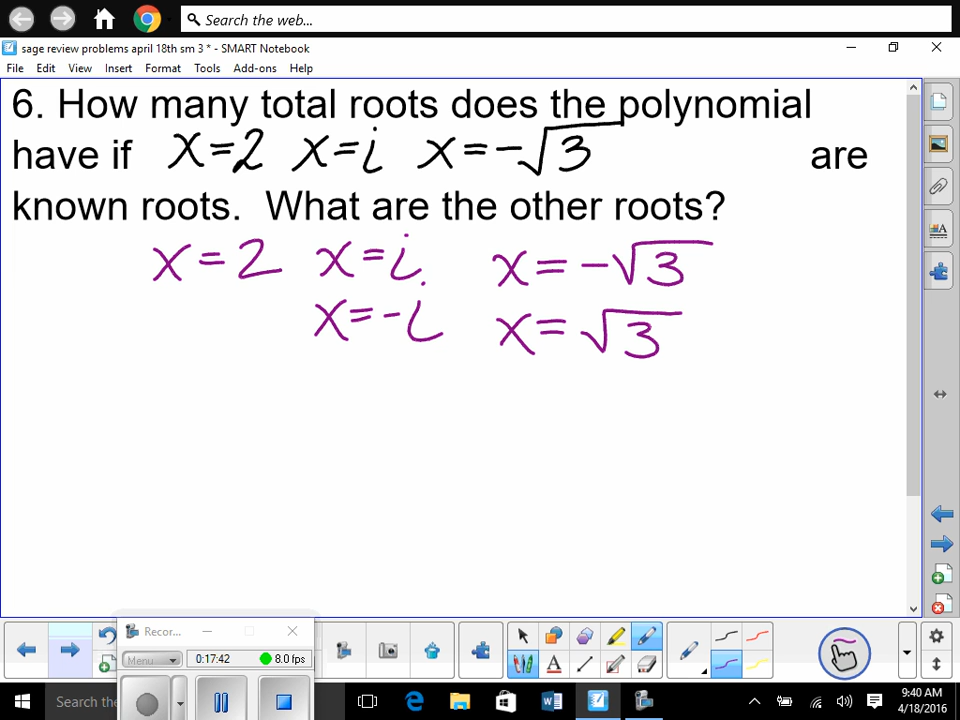 Search the web...
sage review problems april 18th sm 3 * - SMART Notebook
File Edit View Insert Format Tools Add-ons Help
6. How many total roots does the polynomial
have if x=2 x=i x=-√3 are
known roots. What are the other roots?
x=2 x=i x=-√3
x=-i x=√3
Recor...
Menu 0:17:42 8.0 fps
A
Search the
9:40 AM
4/18/2016